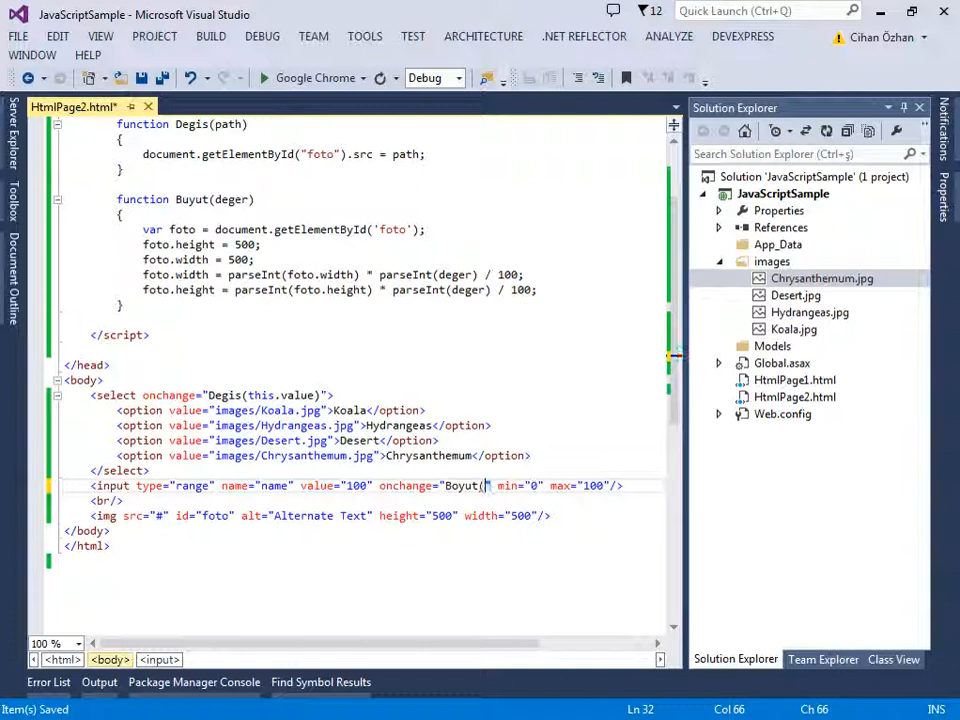 JavaScriptSample - Microsoft Visual Studio
12
Quick Launch (Ctrl+Q)
FILE EDIT VIEW PROJECT BUILD DEBUG TEAM TOOLS TEST ARCHITECTURE .NET REFLECTOR ANALYZE DEVEXPRESS
Cihan Özhan
WINDOW HELP
Google Chrome
Debug
Server Explorer
Toolbox
Document Outline
HtmlPage2.html*
function Degis(path)
{
document.getElementById("foto").src = path;
}
function Buyut(deger)
{
var foto = document.getElementById('foto');
foto.height = 500;
foto.width = 500;
foto.width = parseInt(foto.width) * parseInt(deger) / 100;
foto.height = parseInt(foto.height) * parseInt(deger) / 100;
}
</script>
</head>
<body>
<select onchange="Degis(this.value)">
<option value="images/Koala.jpg">Koala</option>
<option value="images/Hydrangeas.jpg">Hydrangeas</option>
<option value="images/Desert.jpg">Desert</option>
<option value="images/Chrysanthemum.jpg">Chrysanthemum</option>
</select>
<input type="range" name="name" value="100" onchange="Boyut(" min="0" max="100"/>
<br/>
<img src="#" id="foto" alt="Alternate Text" height="500" width="500"/>
</body>
</html>
100 %
<html> <body> <input>
Solution Explorer
Search Solution Explorer (Ctrl+ş)
Solution 'JavaScriptSample' (1 project)
JavaScriptSample
Properties
References
App_Data
images
Chrysanthemum.jpg
Desert.jpg
Hydrangeas.jpg
Koala.jpg
Models
Global.asax
HtmlPage1.html
HtmlPage2.html
Web.config
Solution Explorer Team Explorer Class View
Notifications
Properties
Error List Output Package Manager Console Find Symbol Results
Item(s) Saved
Ln 32 Col 66 Ch 66 INS